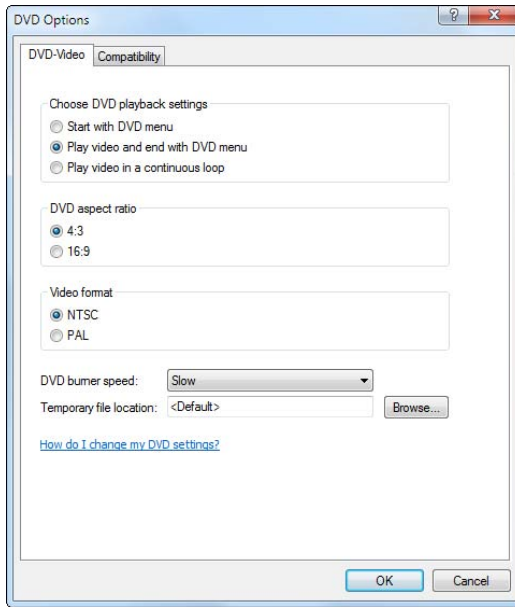 DVD Options
DVD-Video Compatibility
Choose DVD playback settings
Start with DVD menu
Play video and end with DVD menu
Play video in a continuous loop
DVD aspect ratio
4:3
16:9
Video format
NTSC
PAL
DVD burner speed: Slow
Temporary file location: <Default> Browse...
How do I change my DVD settings?
OK Cancel